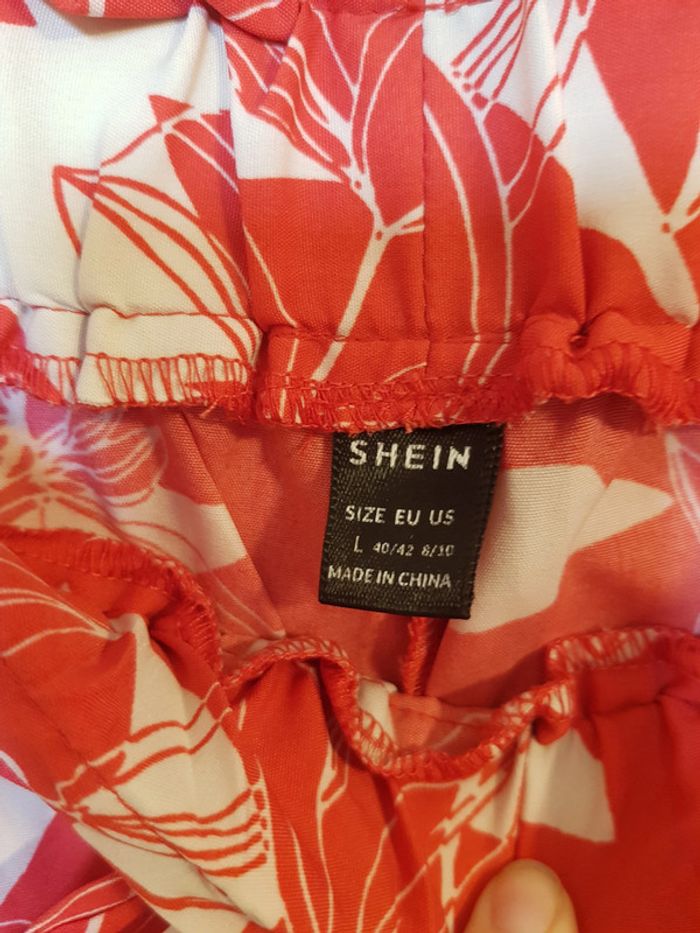 SHEIN
SIZE EU US
L 40/42 8/10
MADE IN CHINA